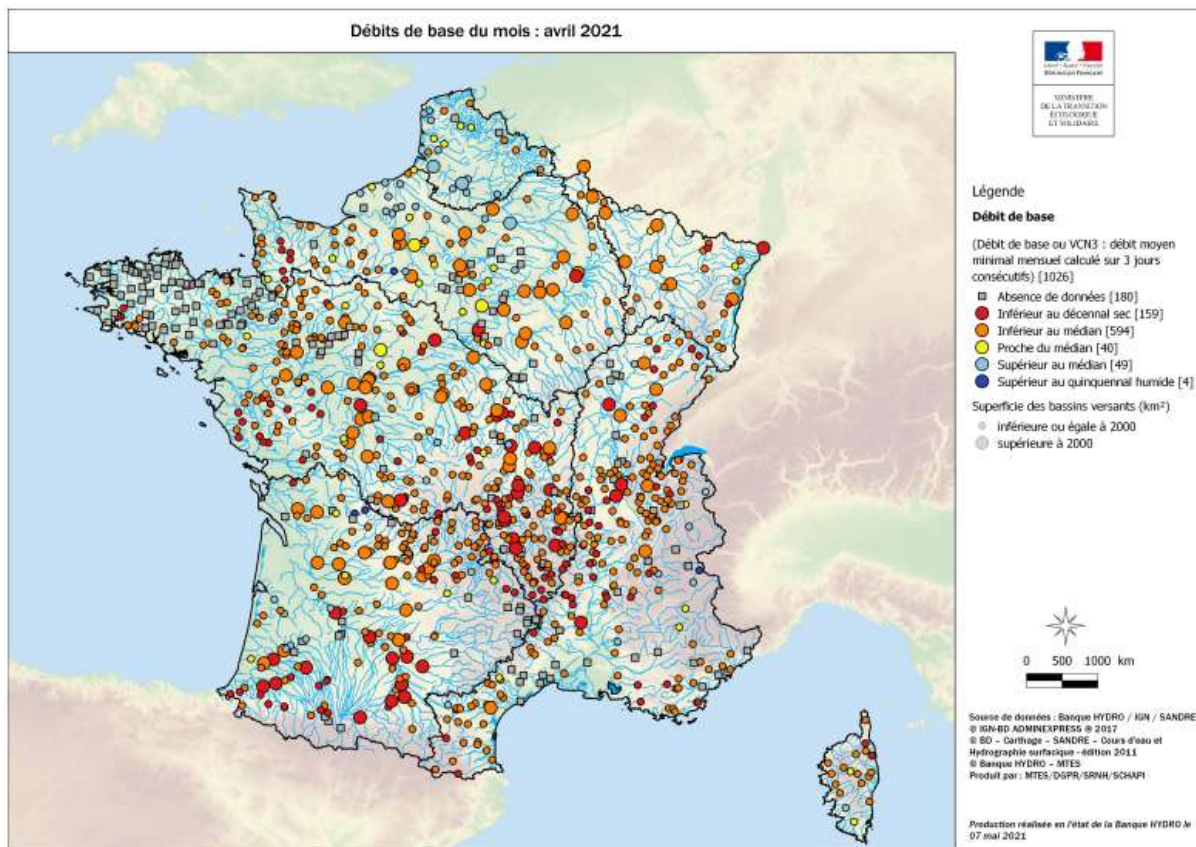 Débits de base du mois : avril 2021
Liberté • Égalité • Fraternité
RÉPUBLIQUE FRANÇAISE
MINISTÈRE
DE LA TRANSITION
ÉCOLOGIQUE
ET SOLIDAIRE
Légende
Débit de base
(Débit de base ou VCN3 : débit moyen
minimal mensuel calculé sur 3 jours
consécutifs) [1026]
Absence de données [180]
Inférieur au décennal sec [159]
Inférieur au médian [594]
Proche du médian [40]
Supérieur au médian [49]
Supérieur au quinquennal humide [4]
Superficie des bassins versants (km²)
inférieure ou égale à 2000
supérieure à 2000
0 500 1000 km
Source de données : Banque HYDRO / IGN / SANDRE
© IGN-BD ADMINEXPRESS ® 2017
© BD - Carthage - SANDRE - Cours d'eau et
Hydrographie surfacique - édition 2011
© Banque HYDRO - MTES
Produit par : MTES/DGPR/SRNH/SCHAPI
Production réalisée en l'état de la Banque HYDRO le
07 mai 2021